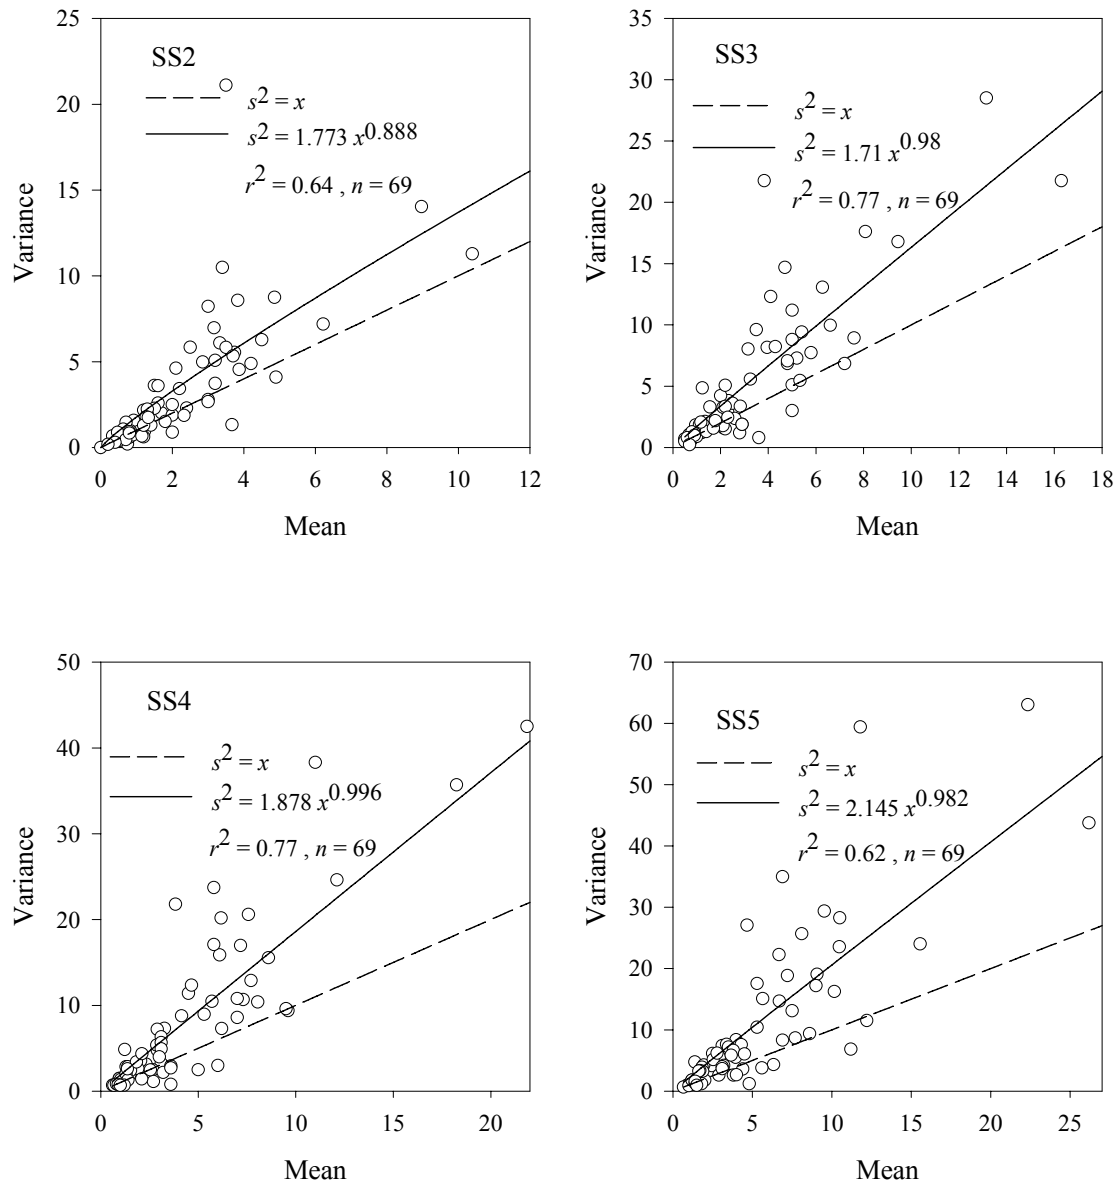 25
20
15
10
5
0
Variance
SS2
s2 = x
s2 = 1.773 x0.888
r2 = 0.64 , n = 69
0 2 4 6 8 10 12
Mean
35
30
25
20
15
10
5
0
Variance
SS3
s2 = x
s2 = 1.71 x0.98
r2 = 0.77 , n = 69
0 2 4 6 8 10 12 14 16 18
Mean
50
40
30
20
10
0
Variance
SS4
s2 = x
s2 = 1.878 x0.996
r2 = 0.77 , n = 69
0 5 10 15 20
Mean
70
60
50
40
30
20
10
0
Variance
SS5
s2 = x
s2 = 2.145 x0.982
r2 = 0.62 , n = 69
0 5 10 15 20 25
Mean